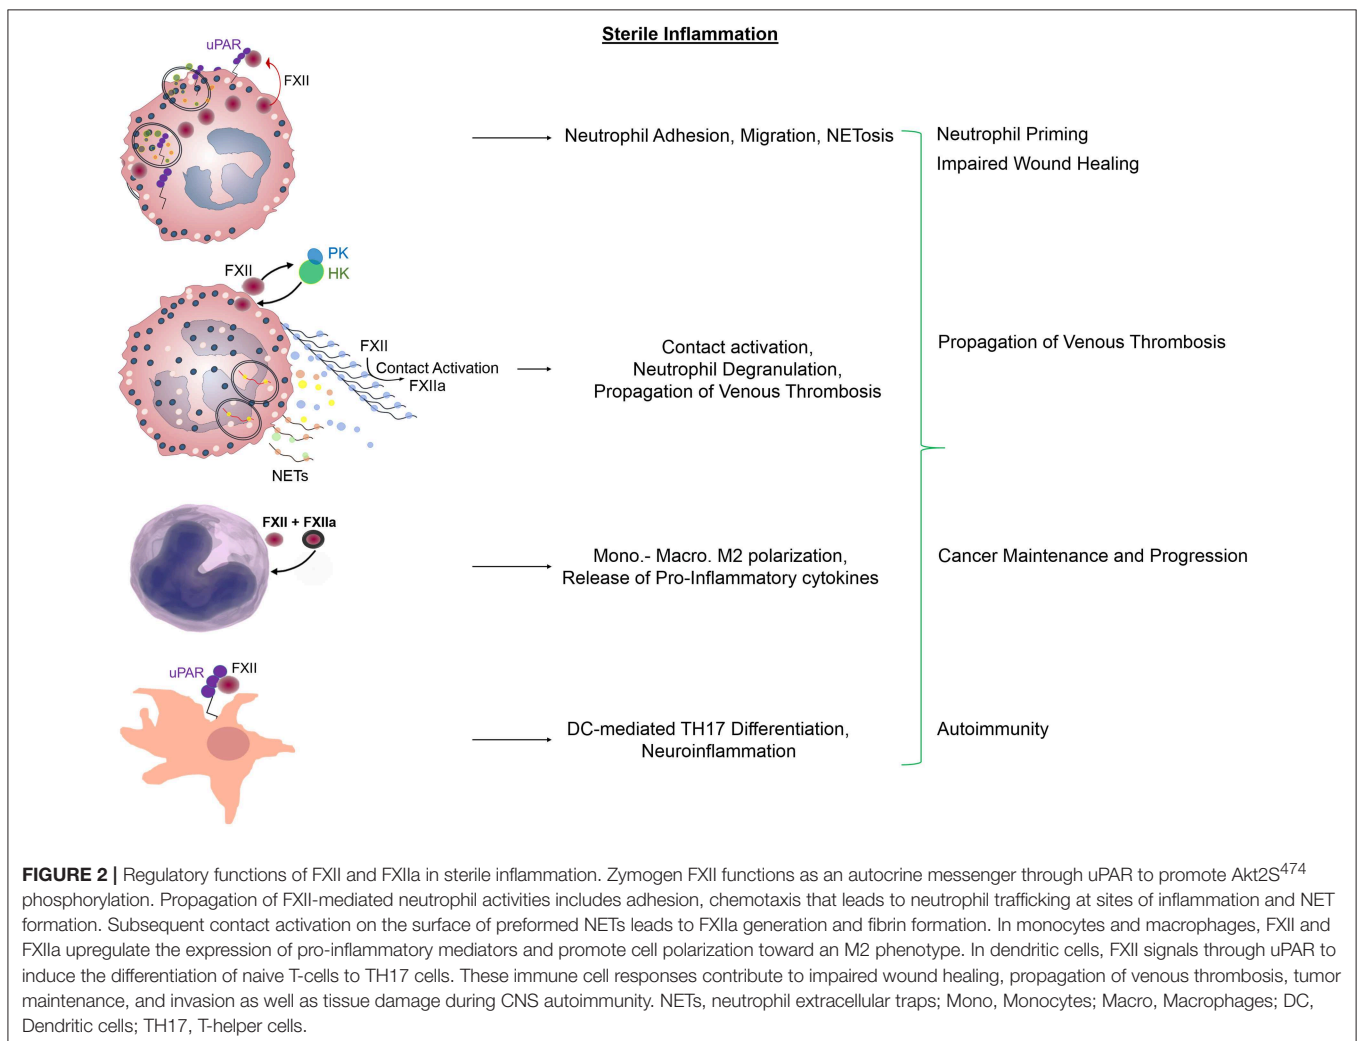 Sterile Inflammation
uPAR
FXII
Neutrophil Adhesion, Migration, NETosis
Neutrophil Priming
Impaired Wound Healing
PK
FXII
HK
FXII
Contact Activation
FXIIa
Contact activation,
Neutrophil Degranulation,
Propagation of Venous Thrombosis
Propagation of Venous Thrombosis
NETs
FXII + FXIIa
Mono.- Macro. M2 polarization,
Release of Pro-Inflammatory cytokines
Cancer Maintenance and Progression
uPAR
FXII
DC-mediated TH17 Differentiation,
Neuroinflammation
Autoimmunity
FIGURE 2 | Regulatory functions of FXII and FXIIa in sterile inflammation. Zymogen FXII functions as an autocrine messenger through uPAR to promote Akt2S474
phosphorylation. Propagation of FXII-mediated neutrophil activities includes adhesion, chemotaxis that leads to neutrophil trafficking at sites of inflammation and NET
formation. Subsequent contact activation on the surface of preformed NETs leads to FXIIa generation and fibrin formation. In monocytes and macrophages, FXII and
FXIIa upregulate the expression of pro-inflammatory mediators and promote cell polarization toward an M2 phenotype. In dendritic cells, FXII signals through uPAR to
induce the differentiation of naive T-cells to TH17 cells. These immune cell responses contribute to impaired wound healing, propagation of venous thrombosis, tumor
maintenance, and invasion as well as tissue damage during CNS autoimmunity. NETs, neutrophil extracellular traps; Mono, Monocytes; Macro, Macrophages; DC,
Dendritic cells; TH17, T-helper cells.